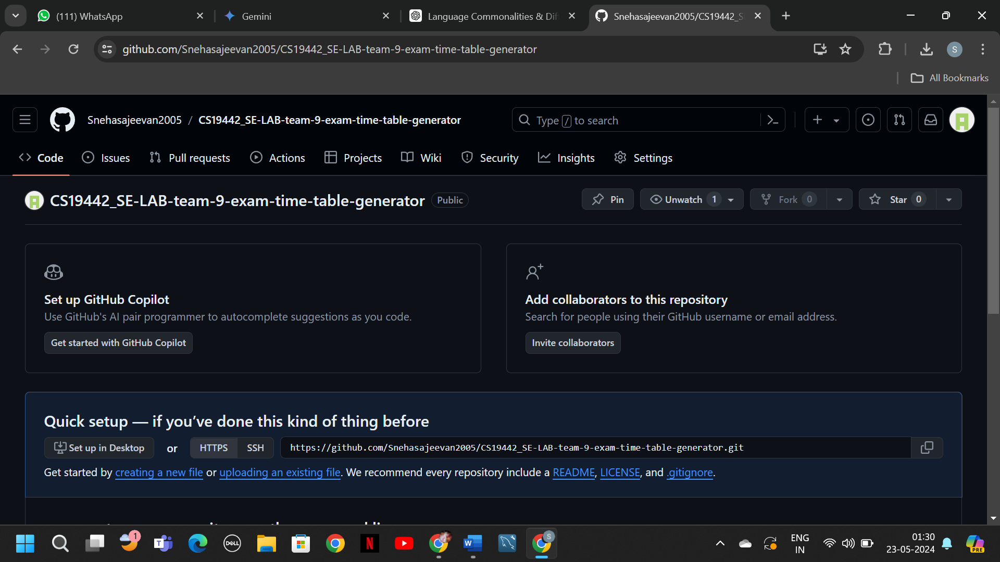 (111) WhatsApp
Gemini
Language Commonalities & Dif
Snehasajeevan2005/CS19442_S
github.com/Snehasajeevan2005/CS19442_SE-LAB-team-9-exam-time-table-generator
S
All Bookmarks
Snehasajeevan2005 / CS19442_SE-LAB-team-9-exam-time-table-generator
Type / to search
Code
Issues
Pull requests
Actions
Projects
Wiki
Security
Insights
Settings
CS19442_SE-LAB-team-9-exam-time-table-generator
Public
Pin
Unwatch 1
Fork 0
Star 0
Set up GitHub Copilot
Use GitHub's AI pair programmer to autocomplete suggestions as you code.
Get started with GitHub Copilot
Add collaborators to this repository
Search for people using their GitHub username or email address.
Invite collaborators
Quick setup — if you’ve done this kind of thing before
Set up in Desktop or HTTPS SSH https://github.com/Snehasajeevan2005/CS19442_SE-LAB-team-9-exam-time-table-generator.git
Get started by creating a new file or uploading an existing file. We recommend every repository include a README, LICENSE, and .gitignore.
1
T
DELL
N
W
S
ENG
IN
01:30
23-05-2024
PRE